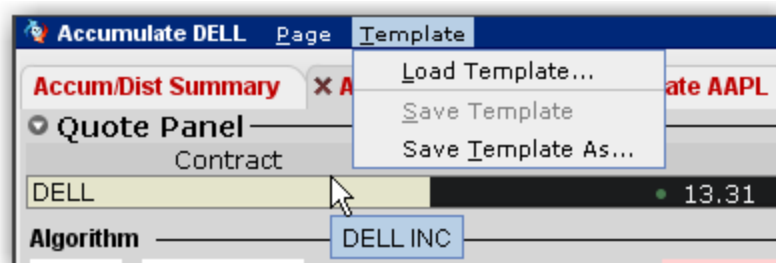 Accumulate DELL Page Template
Load Template...
Accum/Dist Summary A ate AAPL
Save Template
Quote Panel
Save Template As...
Contract
DELL 13.31
DELL INC
Algorithm